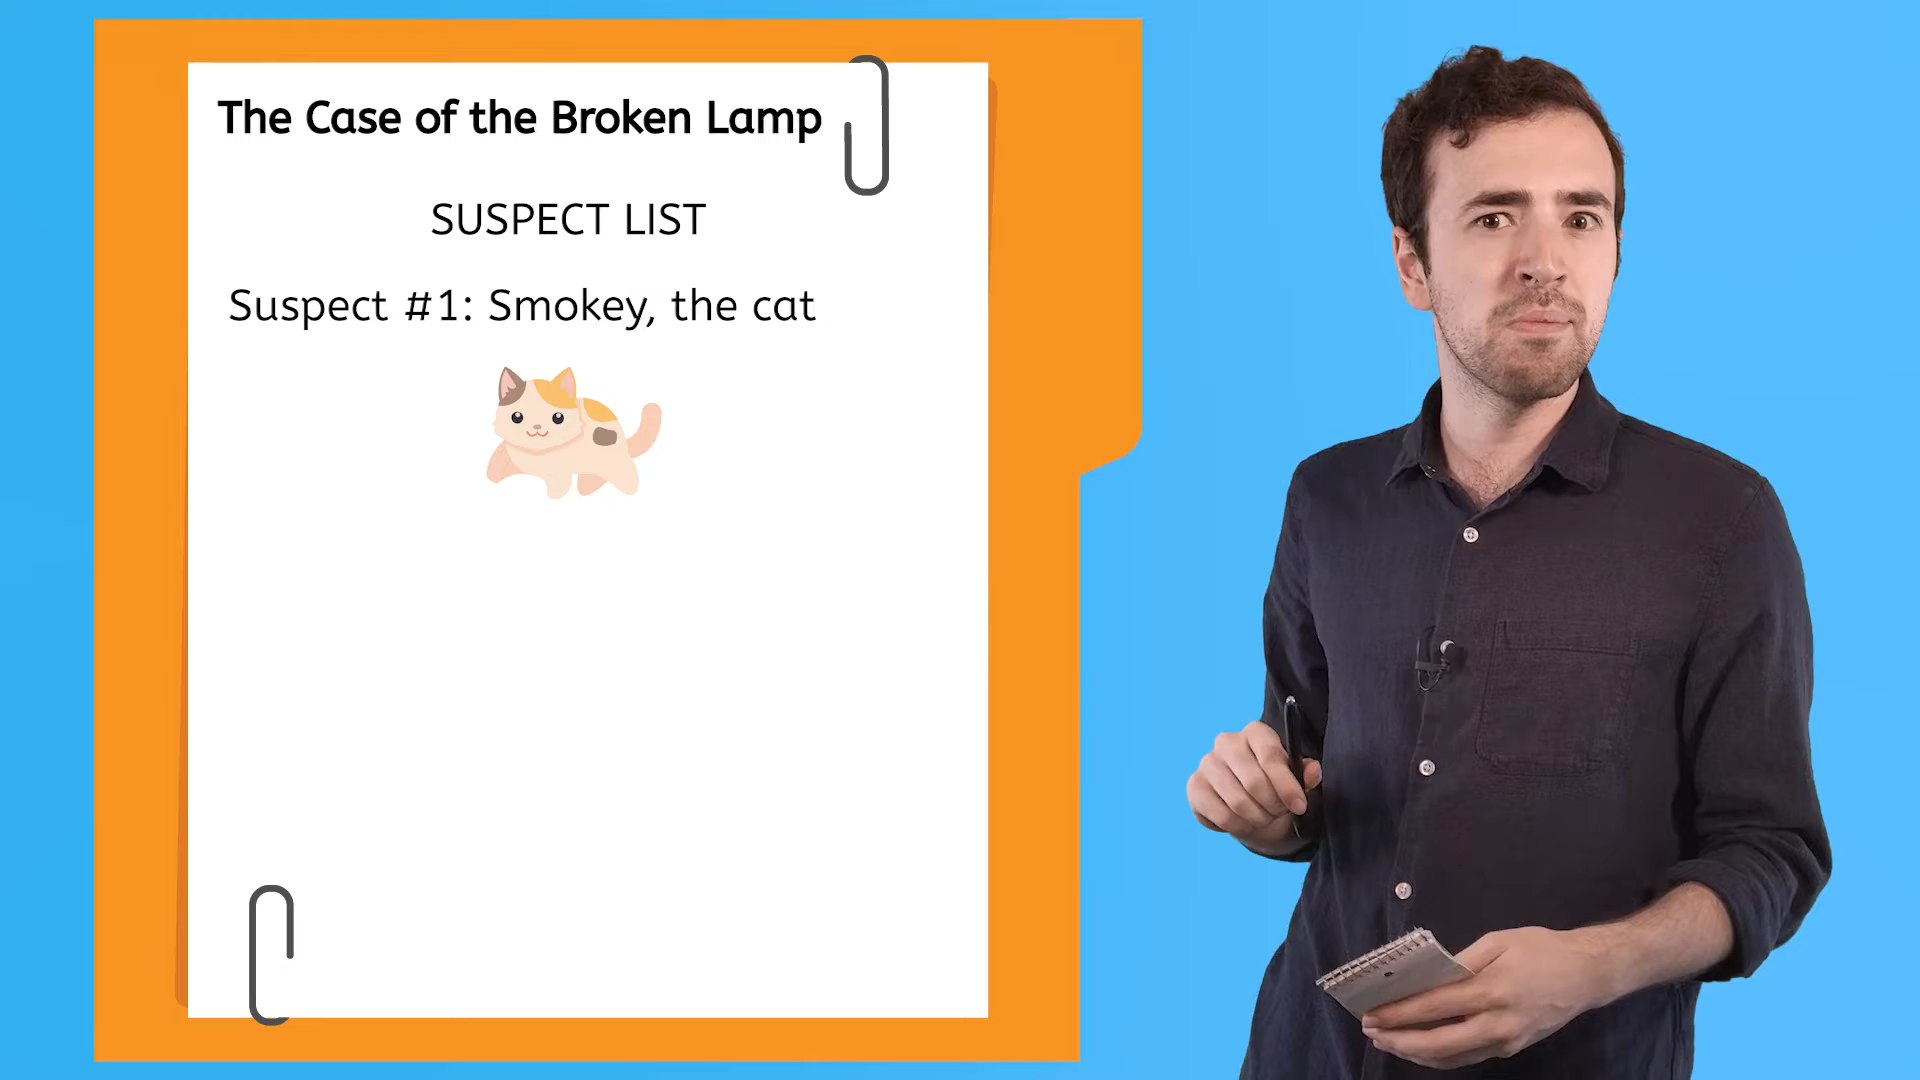 The Case of the Broken Lamp
SUSPECT LIST
Suspect #1: Smokey, the cat